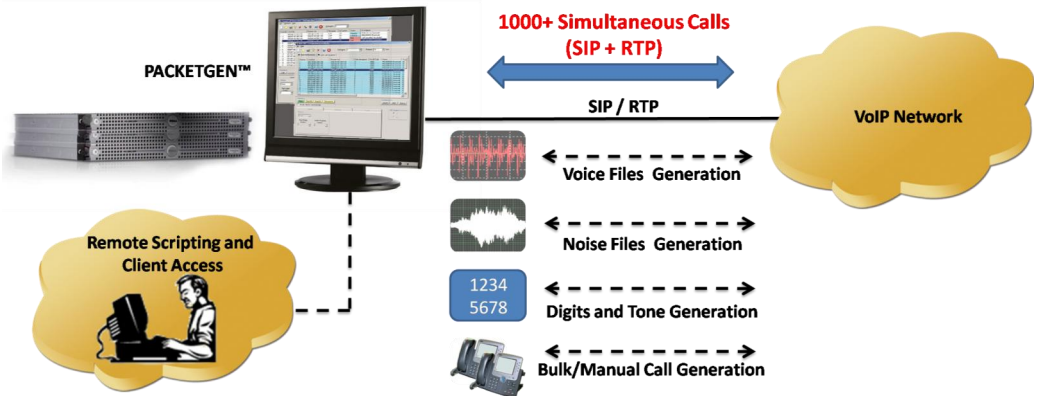 1000+ Simultaneous Calls
(SIP + RTP)
PACKETGEN™
SIP / RTP
VoIP Network
Voice Files Generation
Remote Scripting and
Client Access
Noise Files Generation
1234
5678
Digits and Tone Generation
Bulk/Manual Call Generation